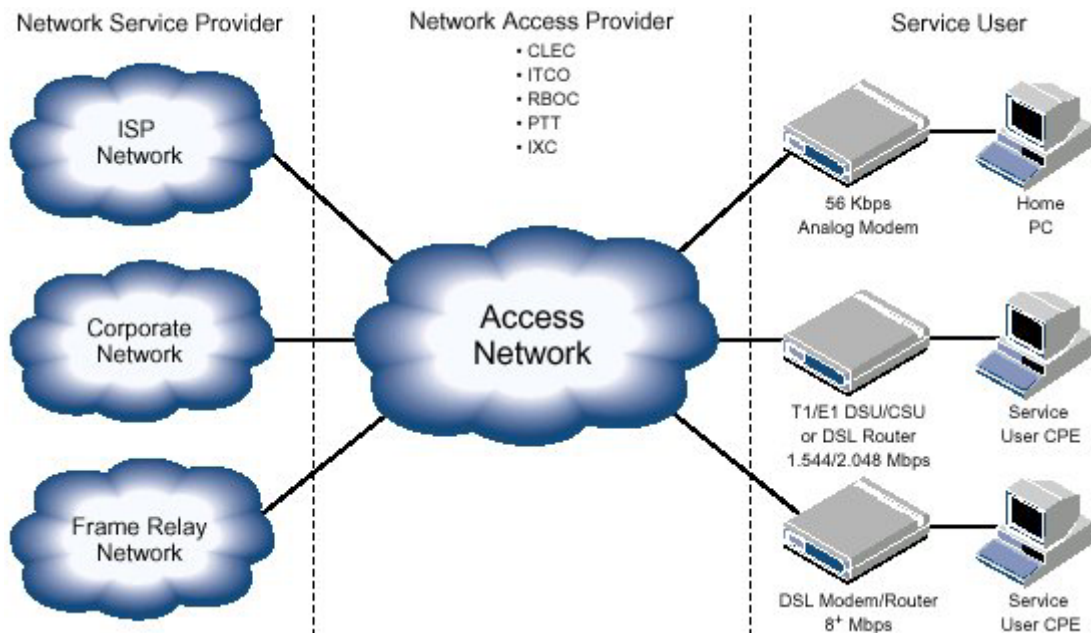 Network Service Provider
Network Access Provider
• CLEC
• ITCO
• RBOC
• PTT
• IXC
Service User
ISP
Network
Corporate
Network
Frame Relay
Network
Access
Network
56 Kbps
Analog Modem
Home
PC
T1/E1 DSU/CSU
or DSL Router
1.544/2.048 Mbps
Service
User CPE
DSL Modem/Router
8⁺ Mbps
Service
User CPE